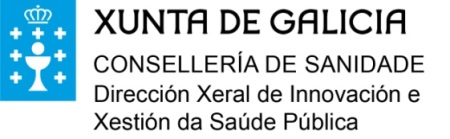 XUNTA DE GALICIA
CONSELLERÍA DE SANIDADE
Dirección Xeral de Innovación e
Xestión da Saúde Pública